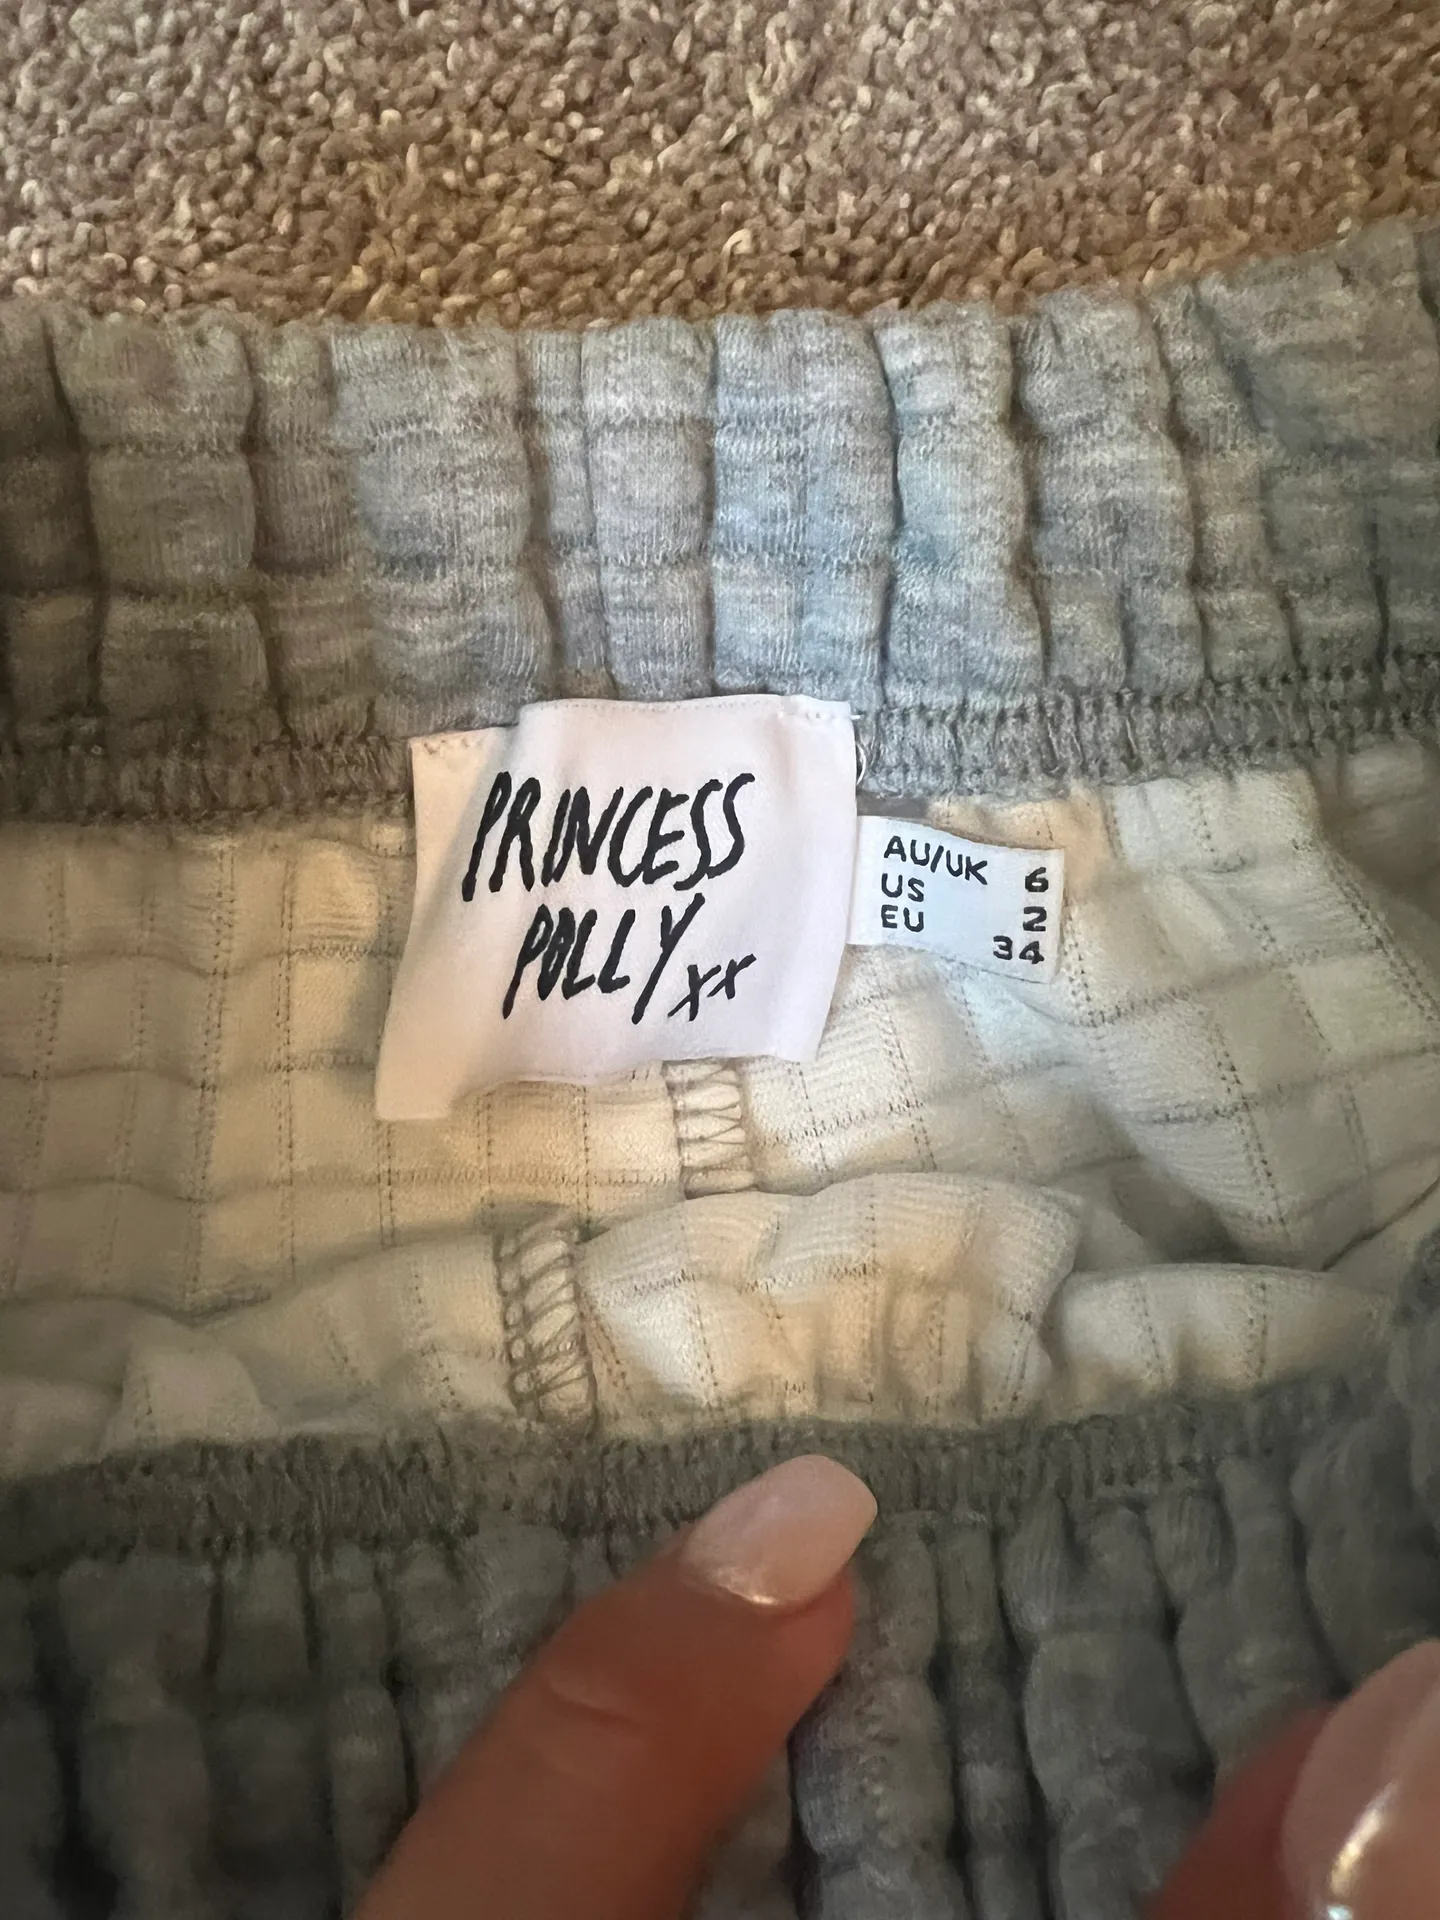 PRINCESS
POLLY xx
AU/UK 6
US 2
EU 34